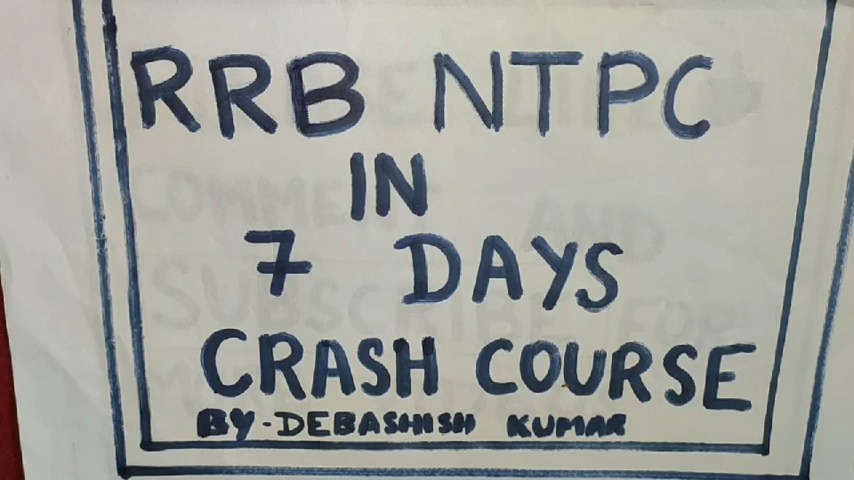 RRB NTPC
IN
7 DAYS
CRASH COURSE
BY-DEBASHISH KUMAR